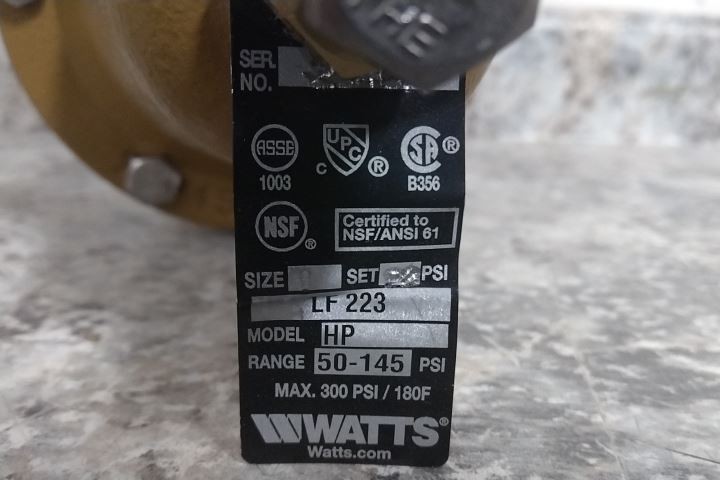 THE
SER.
NO.
ASSE
1003
UPC
C ®
SA ®
B356
NSF ®
Certified to
NSF/ANSI 61
SIZE SET PSI
LF 223
MODEL HP
RANGE 50-145 PSI
MAX. 300 PSI / 180F
WATTS®
Watts.com